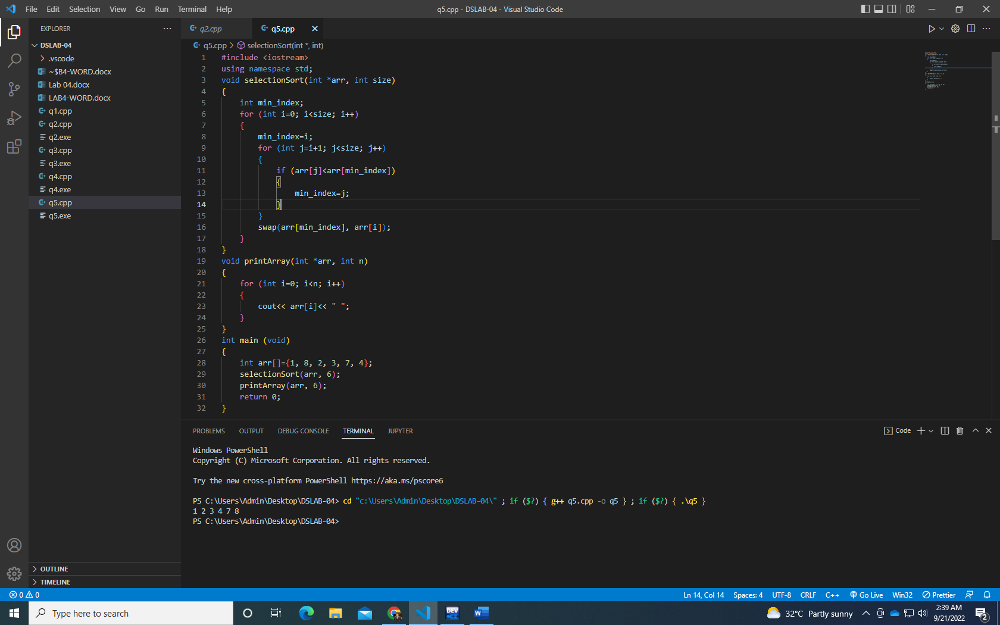 File Edit Selection View Go Run Terminal Help
q5.cpp - DSLAB-04 - Visual Studio Code
EXPLORER
DSLAB-04
.vscode
~$B4-WORD.docx
Lab 04.docx
LAB4-WORD.docx
q1.cpp
q2.cpp
q2.exe
q3.cpp
q3.exe
q4.cpp
q4.exe
q5.cpp
q5.exe
OUTLINE
TIMELINE
q2.cpp q5.cpp
q5.cpp > selectionSort(int *, int)
1 #include <iostream>
2 using namespace std;
3 void selectionSort(int *arr, int size)
4 {
5     int min_index;
6     for (int i=0; i<size; i++)
7     {
8         min_index=i;
9         for (int j=i+1; j<size; j++)
10         {
11             if (arr[j]<arr[min_index])
12             {
13                 min_index=j;
14             }
15         }
16         swap(arr[min_index], arr[i]);
17     }
18 }
19 void printArray(int *arr, int n)
20 {
21     for (int i=0; i<n; i++)
22     {
23         cout<< arr[i]<< " ";
24     }
25 }
26 int main (void)
27 {
28     int arr[]={1, 8, 2, 3, 7, 4};
29     selectionSort(arr, 6);
30     printArray(arr, 6);
31     return 0;
32 }
PROBLEMS OUTPUT DEBUG CONSOLE TERMINAL JUPYTER
Code
Windows PowerShell
Copyright (C) Microsoft Corporation. All rights reserved.
Try the new cross-platform PowerShell https://aka.ms/pscore6
PS C:\Users\Admin\Desktop\DSLAB-04> cd "c:\Users\Admin\Desktop\DSLAB-04\" ; if ($?) { g++ q5.cpp -o q5 } ; if ($?) { .\q5 }
1 2 3 4 7 8
PS C:\Users\Admin\Desktop\DSLAB-04>
0 0
Ln 14, Col 14 Spaces: 4 UTF-8 CRLF C++ Go Live Win32 Prettier
Type here to search
DEV
W
32°C Partly sunny
2:39 AM
9/21/2022
2